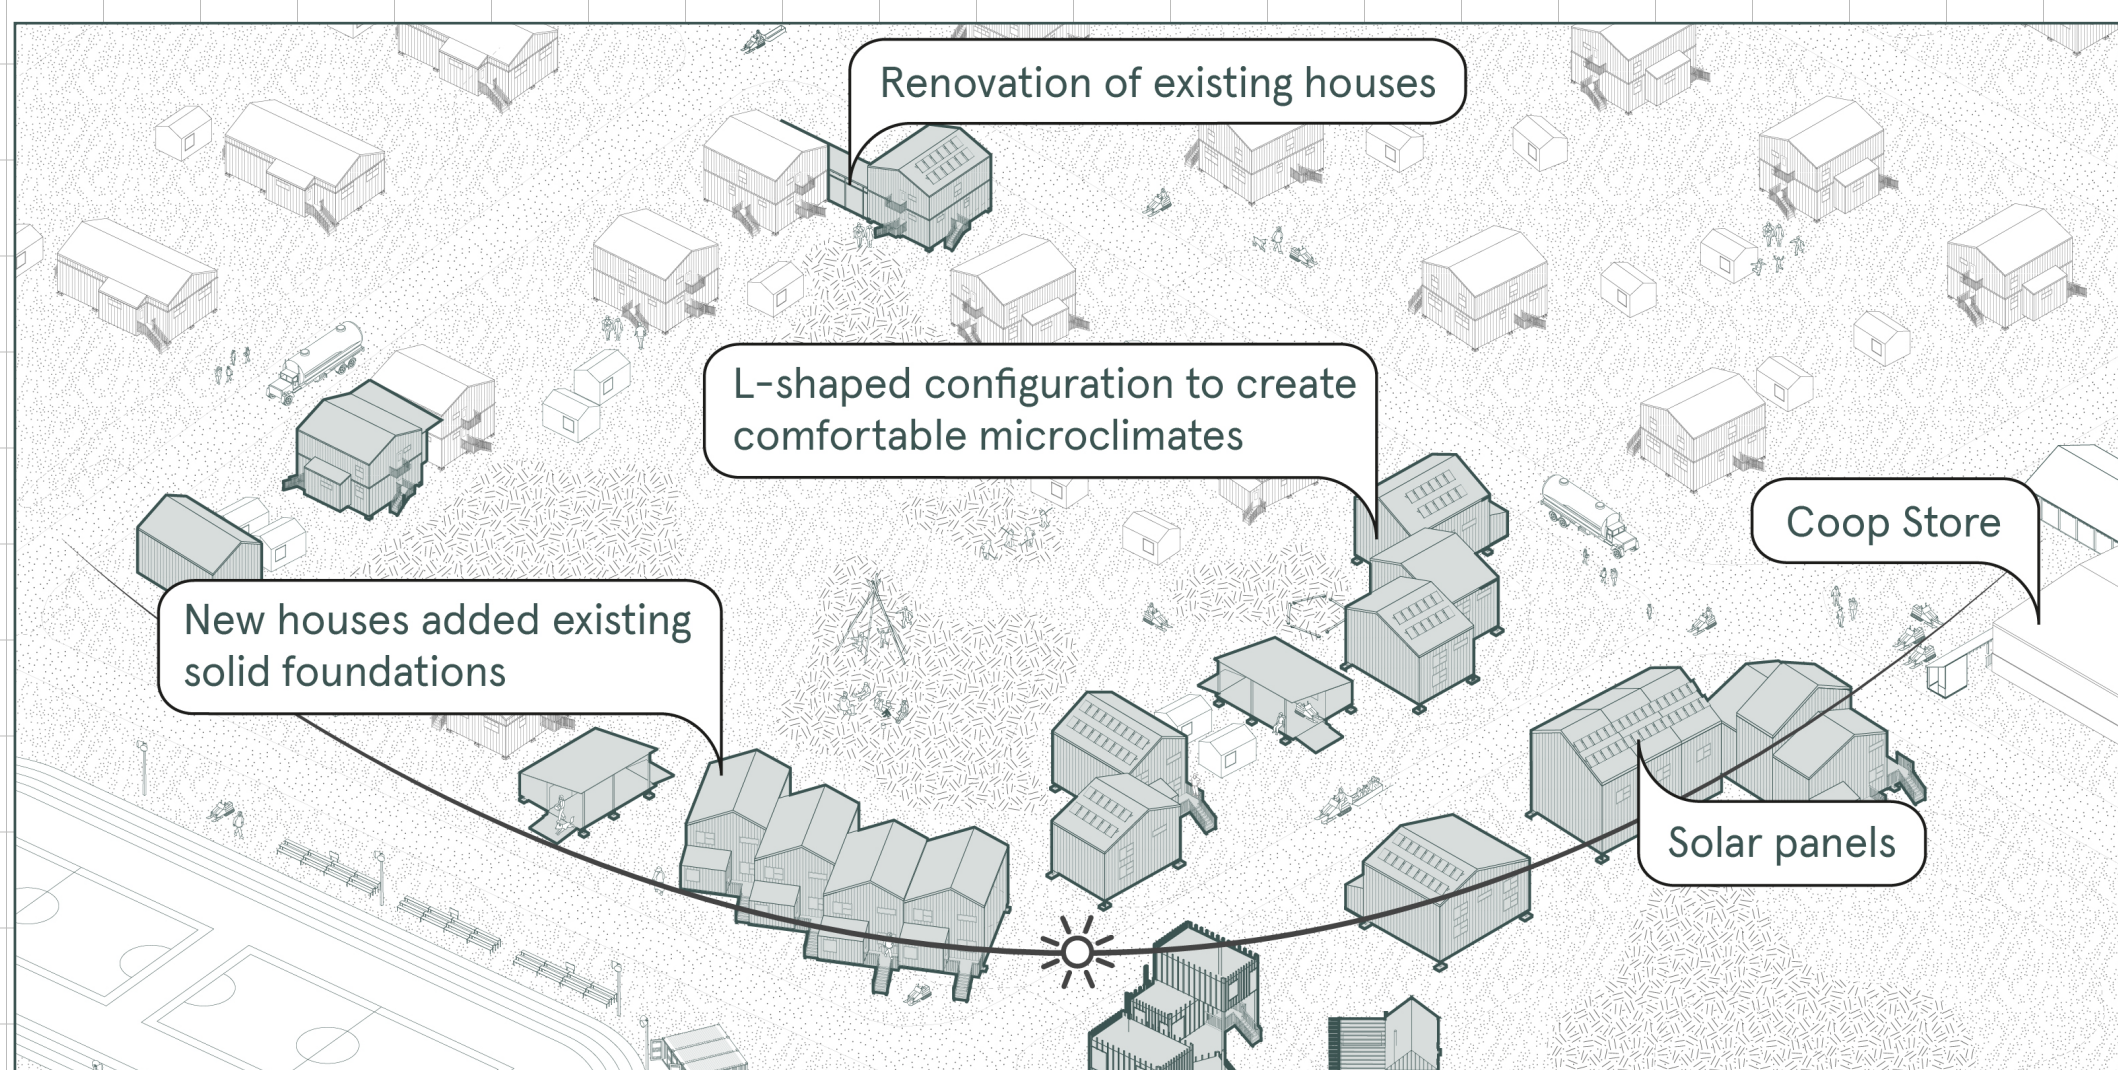 Renovation of existing houses
L-shaped configuration to create
comfortable microclimates
Coop Store
New houses added existing
solid foundations
Solar panels